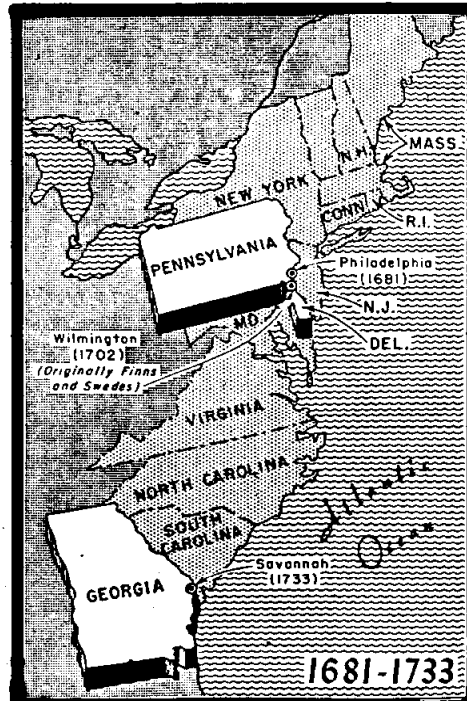 MASS.
N.H.
NEW YORK
CONN.
R.I.
PENNSYLVANIA
Philadelphia
(1681)
N.J.
MD.
DEL.
Wilmington
(1702)
(Originally Finns
and Swedes)
VIRGINIA
NORTH CAROLINA
SOUTH
CAROLINA
Atlantic
Ocean
Savannah
(1733)
GEORGIA
1681-1733